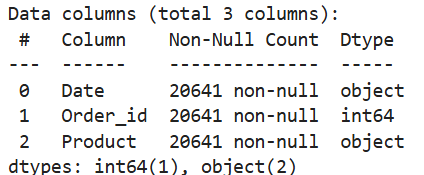 Data columns (total 3 columns):
 #   Column    Non-Null Count  Dtype
---  ------    --------------  -----
 0   Date      20641 non-null  object
 1   Order_id  20641 non-null  int64
 2   Product   20641 non-null  object
dtypes: int64(1), object(2)